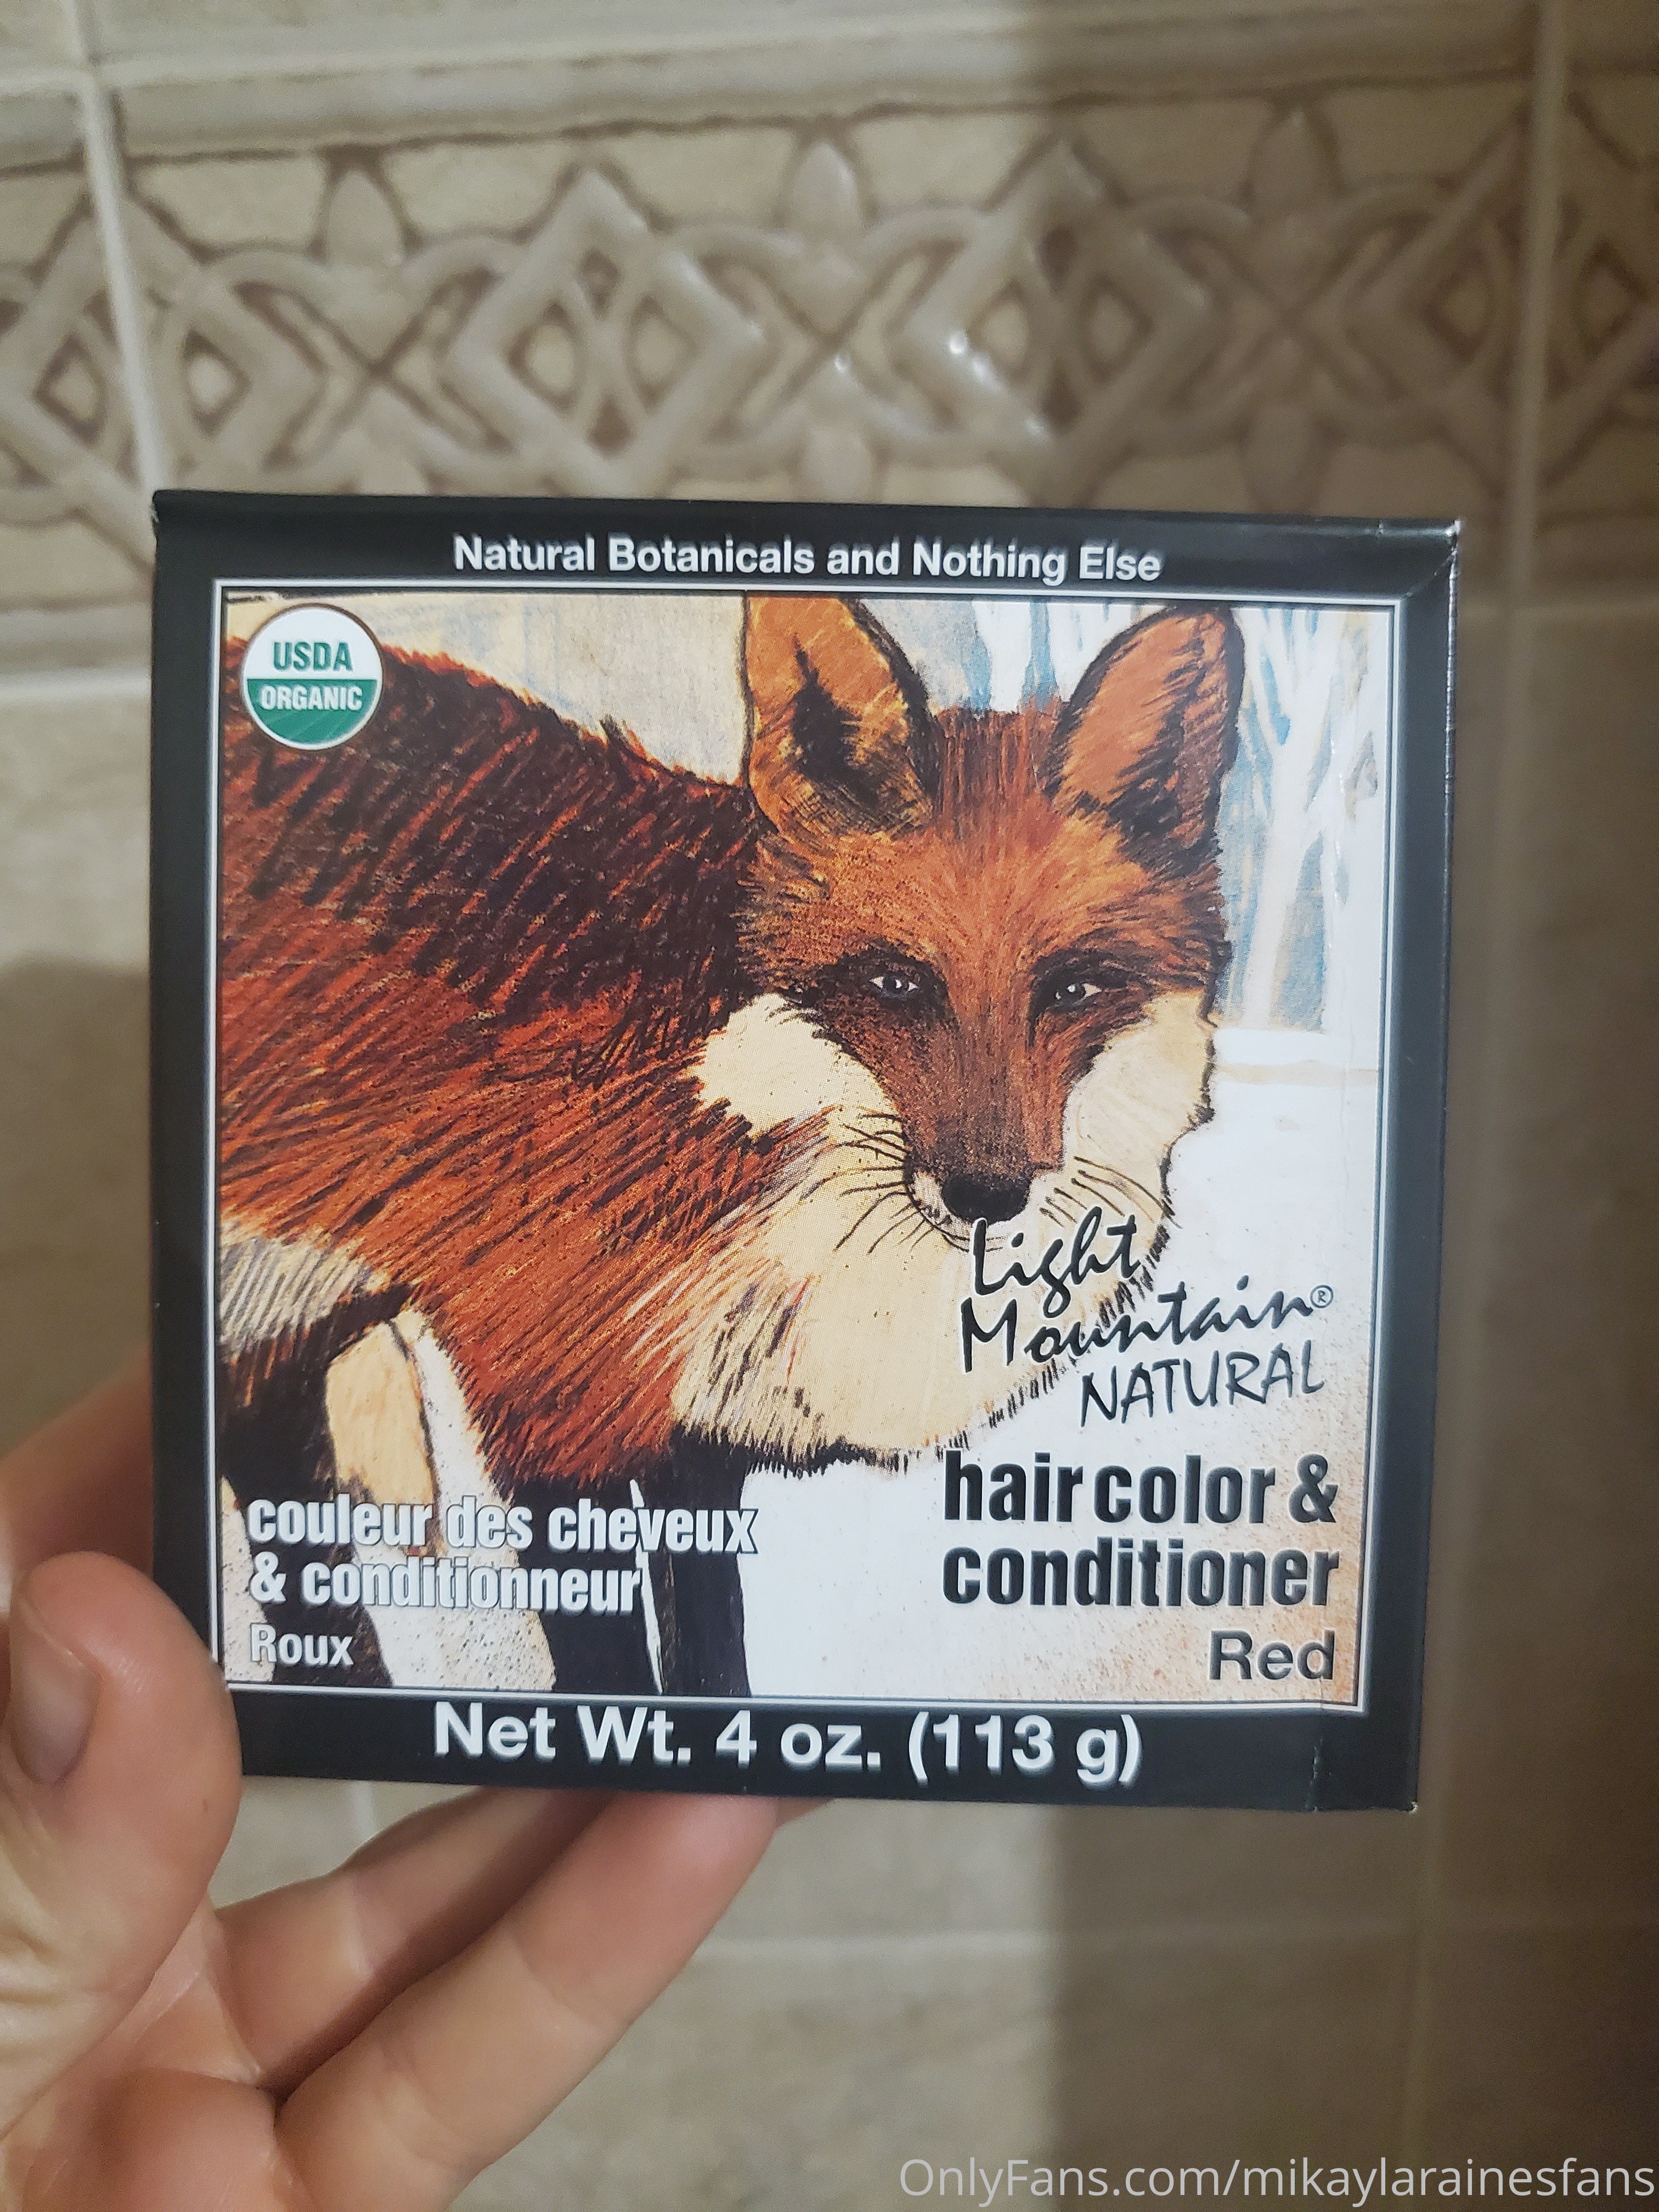 Natural Botanicals and Nothing Else
USDA
ORGANIC
Light
Mountain®
NATURAL
hair color &
conditioner
Red
couleur des cheveux
& conditionneur
Roux
Net Wt. 4 oz. (113 g)
OnlyFans.com/mikaylarainesfans